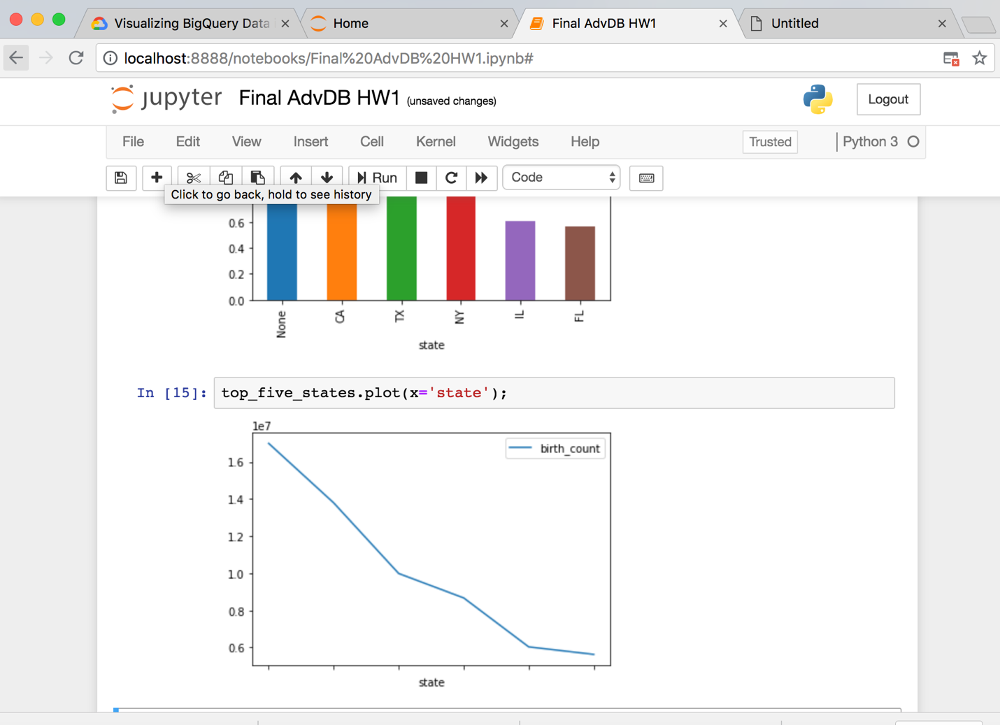 Visualizing BigQuery Data
Home
Final AdvDB HW1
Untitled
localhost:8888/notebooks/Final%20AdvDB%20HW1.ipynb#
jupyter Final AdvDB HW1 (unsaved changes)
Logout
File Edit View Insert Cell Kernel Widgets Help
Trusted
Python 3
Run
Code
Click to go back, hold to see history
0.6
0.4
0.2
0.0
None CA TX NY IL FL
state
In [15]: top_five_states.plot(x='state');
1e7
birth_count
1.6
1.4
1.2
1.0
0.8
0.6
state